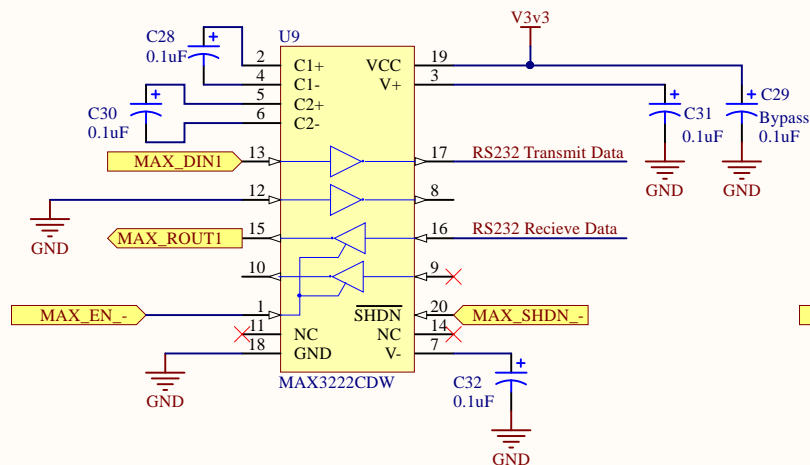 V3v3
U9
C28
0.1uF
C30
0.1uF
2
4
5
6
C1+
C1-
C2+
C2-
VCC
V+
19
3
C31
0.1uF
C29
Bypass
0.1uF
GND
GND
MAX_DIN1
13
17
RS232 Transmit Data
12
8
GND
MAX_ROUT1
15
16
RS232 Recieve Data
10
9
MAX_EN_-
1
SHDN
20
MAX_SHDN_-
11
NC
NC
14
18
GND
V-
7
GND
MAX3222CDW
C32
0.1uF
GND
+
+
+
+
+